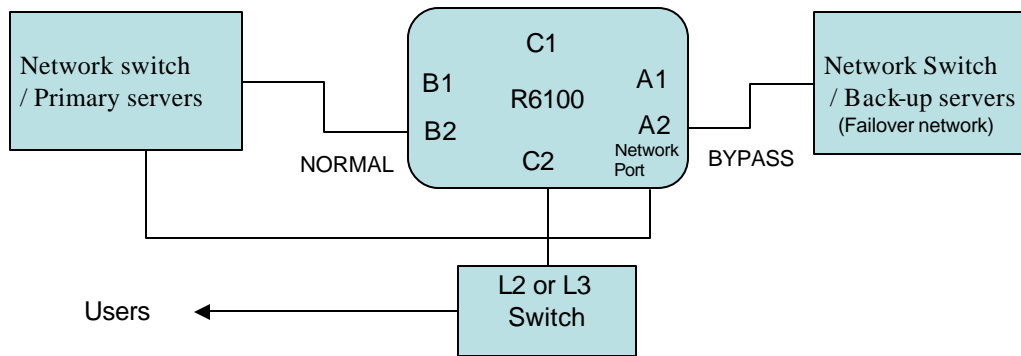 Network switch
/ Primary servers
NORMAL
C1
B1
A1
R6100
B2
A2
C2
Network
Port
BYPASS
Network Switch
/ Back-up servers
(Failover network)
L2 or L3
Switch
Users